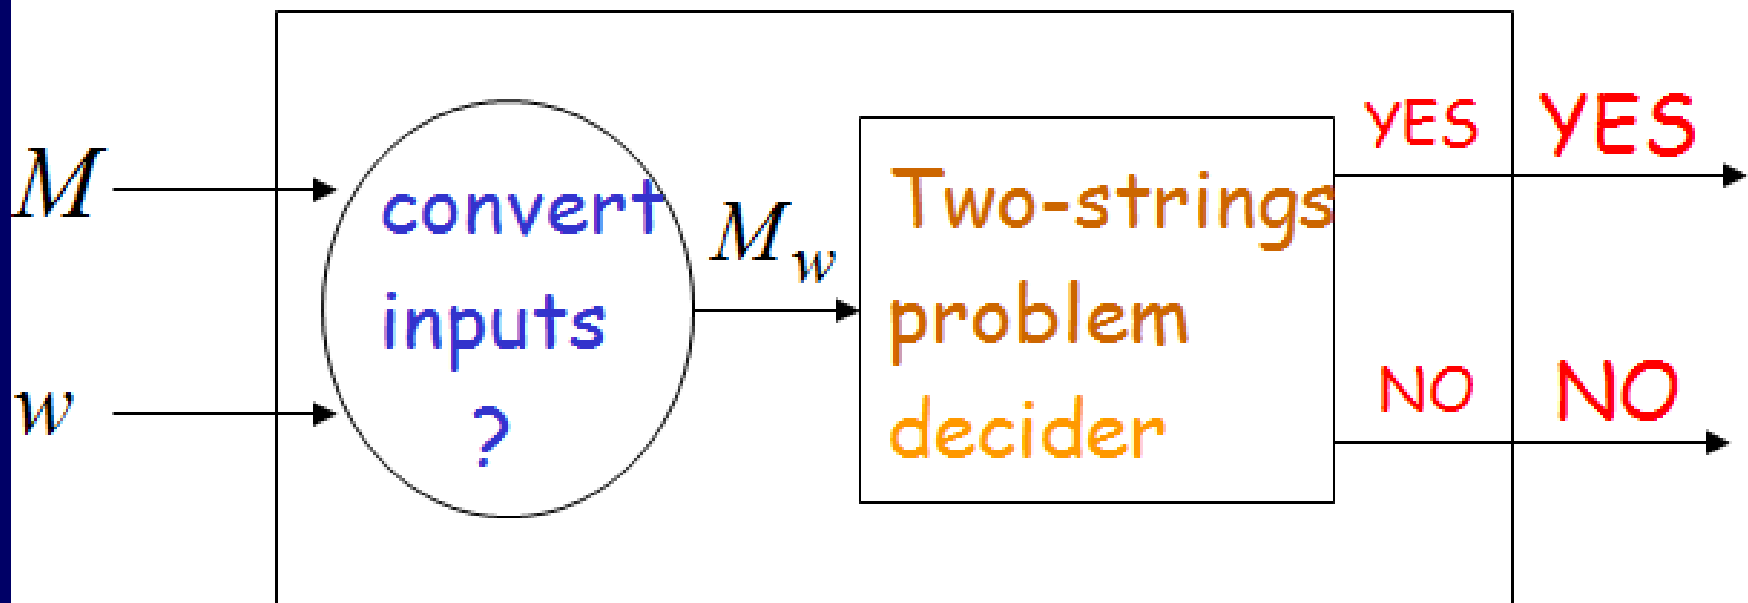 M
w
convert
inputs
?
M_w
Two-strings
problem
decider
YES
YES
NO
NO